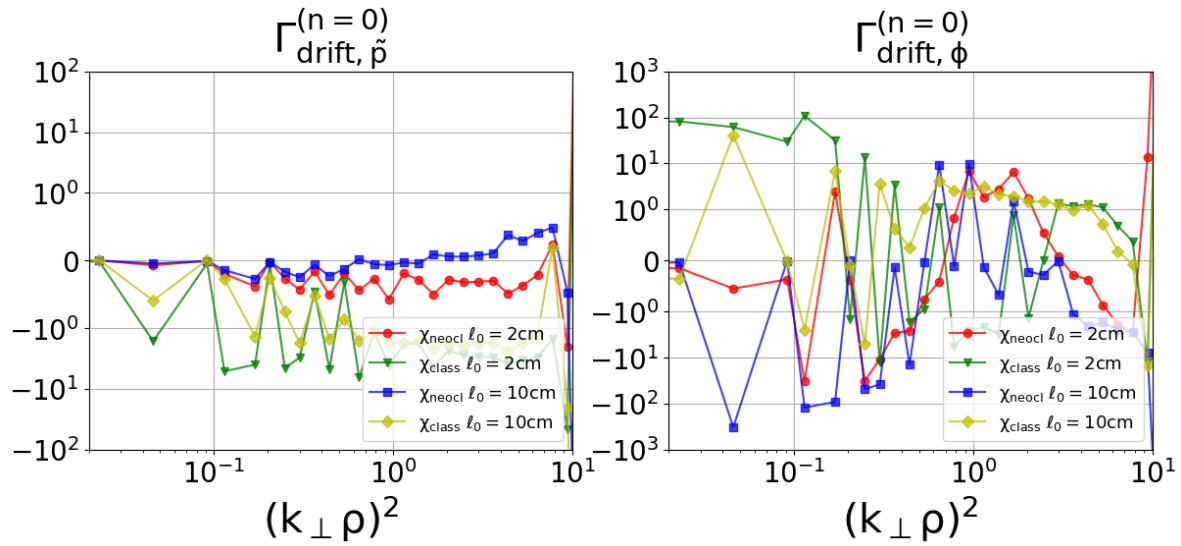 Γ(n = 0) drift, p̃
10²
10¹
10⁰
0
−10⁰
−10¹
−10²
10⁻¹ 10⁰ 10¹
(k⊥ρ)²
χneocl ℓ₀ = 2cm
χclass ℓ₀ = 2cm
χneocl ℓ₀ = 10cm
χclass ℓ₀ = 10cm
Γ(n = 0) drift, ϕ
10³
10²
10¹
10⁰
0
−10⁰
−10¹
−10²
−10³
10⁻¹ 10⁰ 10¹
(k⊥ρ)²
χneocl ℓ₀ = 2cm
χclass ℓ₀ = 2cm
χneocl ℓ₀ = 10cm
χclass ℓ₀ = 10cm